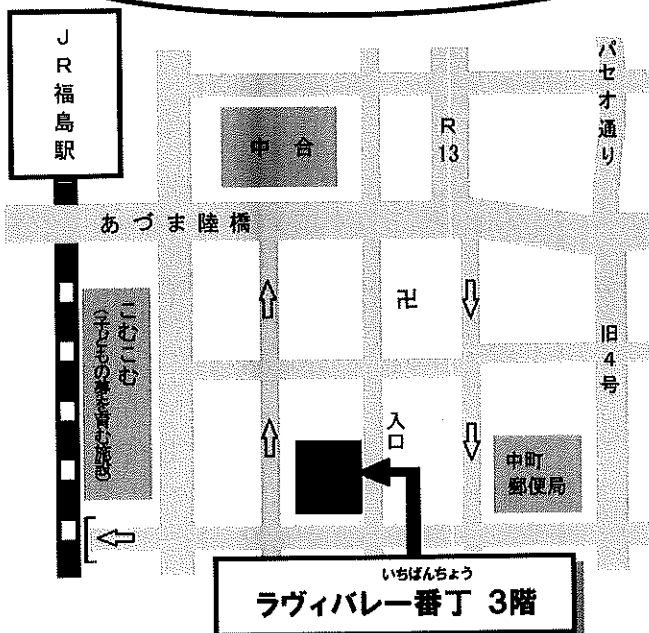 JR福島駅
中合
R13
パセオ通り
あづま陸橋
卍
こむこむ
(子どもの夢を育む施設)
旧4号
入口
中町
郵便局
いちばんちょう
ラヴィバレー番丁 3階